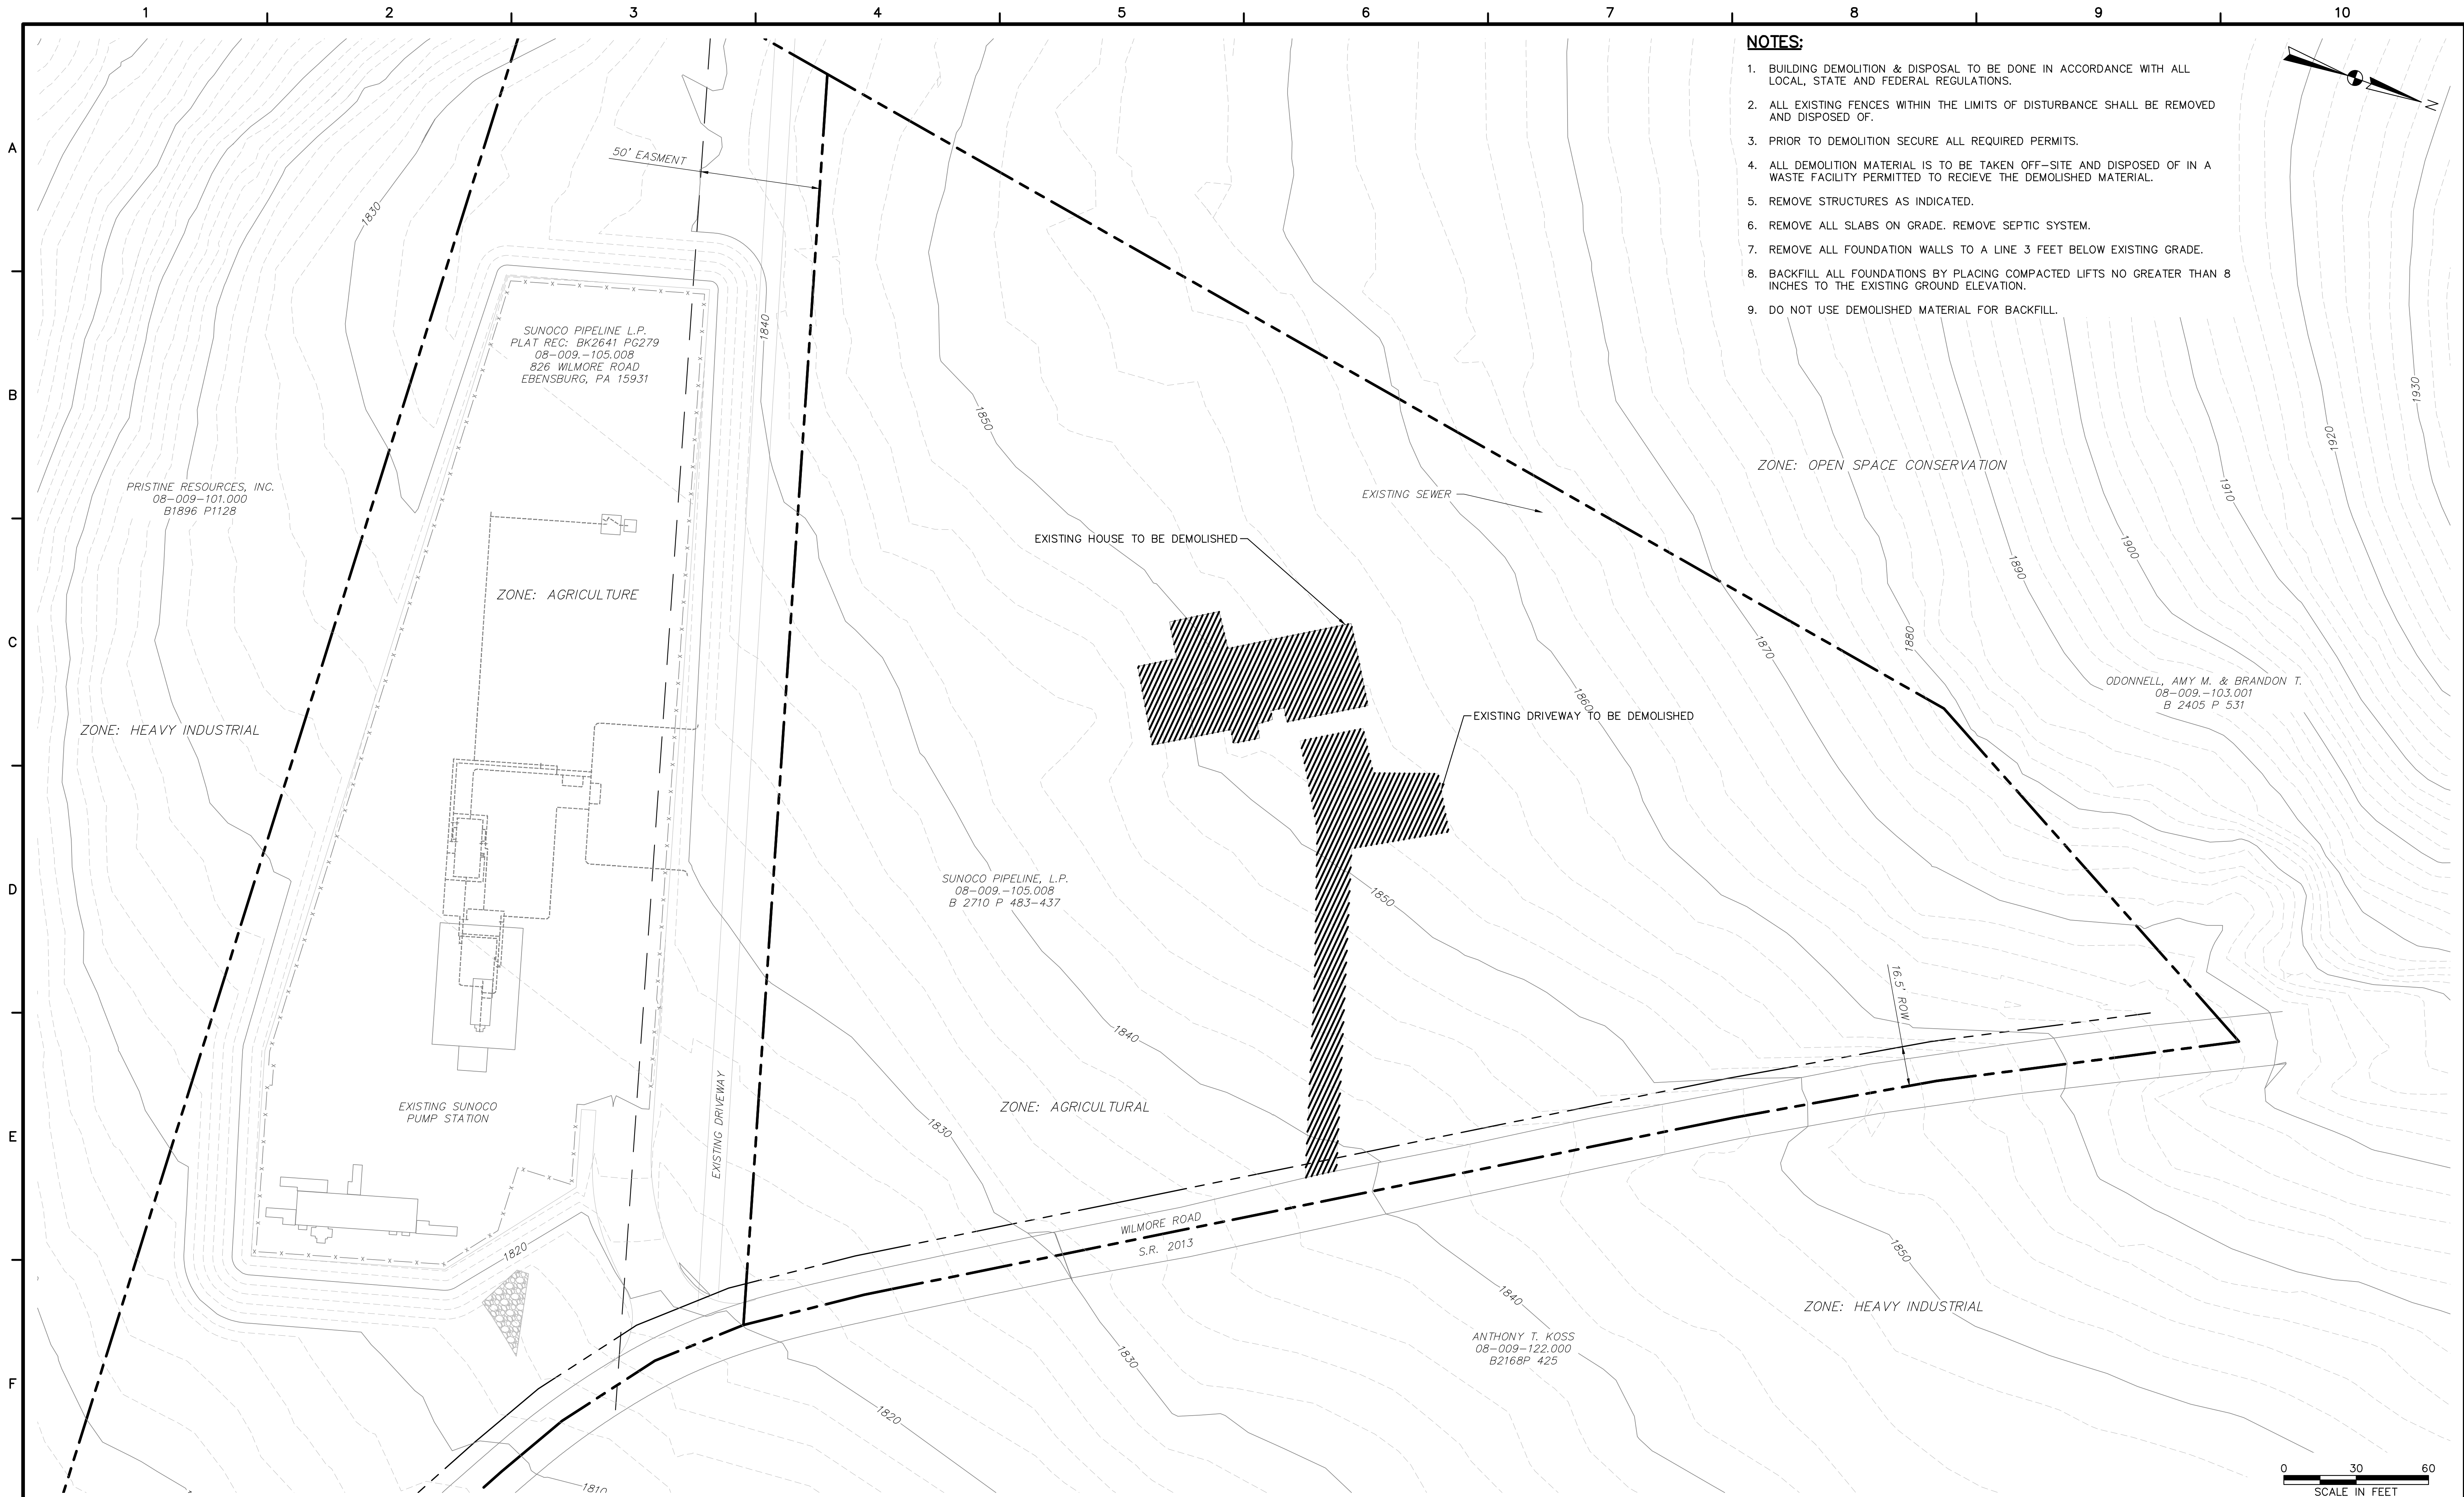 1 2 3 4 5 6 7 8 9 10
A
B
C
D
E
F
NOTES:
1. BUILDING DEMOLITION & DISPOSAL TO BE DONE IN ACCORDANCE WITH ALL
LOCAL, STATE AND FEDERAL REGULATIONS.
2. ALL EXISTING FENCES WITHIN THE LIMITS OF DISTURBANCE SHALL BE REMOVED
AND DISPOSED OF.
3. PRIOR TO DEMOLITION SECURE ALL REQUIRED PERMITS.
4. ALL DEMOLITION MATERIAL IS TO BE TAKEN OFF-SITE AND DISPOSED OF IN A
WASTE FACILITY PERMITTED TO RECIEVE THE DEMOLISHED MATERIAL.
5. REMOVE STRUCTURES AS INDICATED.
6. REMOVE ALL SLABS ON GRADE. REMOVE SEPTIC SYSTEM.
7. REMOVE ALL FOUNDATION WALLS TO A LINE 3 FEET BELOW EXISTING GRADE.
8. BACKFILL ALL FOUNDATIONS BY PLACING COMPACTED LIFTS NO GREATER THAN 8
INCHES TO THE EXISTING GROUND ELEVATION.
9. DO NOT USE DEMOLISHED MATERIAL FOR BACKFILL.
N
50' EASMENT
1830
1840
SUNOCO PIPELINE L.P.
PLAT REC: BK2641 PG279
08-009.-105.008
826 WILMORE ROAD
EBENSBURG, PA 15931
1850
1930
1920
ZONE: OPEN SPACE CONSERVATION
PRISTINE RESOURCES, INC.
08-009-101.000
B1896 P1128
EXISTING SEWER
1910
EXISTING HOUSE TO BE DEMOLISHED
1900
1890
ZONE: AGRICULTURE
1880
1870
ODONNELL, AMY M. & BRANDON T.
08-009.-103.001
B 2405 P 531
1860
EXISTING DRIVEWAY TO BE DEMOLISHED
ZONE: HEAVY INDUSTRIAL
SUNOCO PIPELINE, L.P.
08-009.-105.008
B 2710 P 483-437
1850
16.5' ROW
1840
EXISTING SUNOCO
PUMP STATION
EXISTING DRIVEWAY
ZONE: AGRICULTURAL
1830
WILMORE ROAD
S.R. 2013
1820
1850
1840
ZONE: HEAVY INDUSTRIAL
ANTHONY T. KOSS
08-009-122.000
B2168P 425
1830
1820
1810
0 30 60
SCALE IN FEET